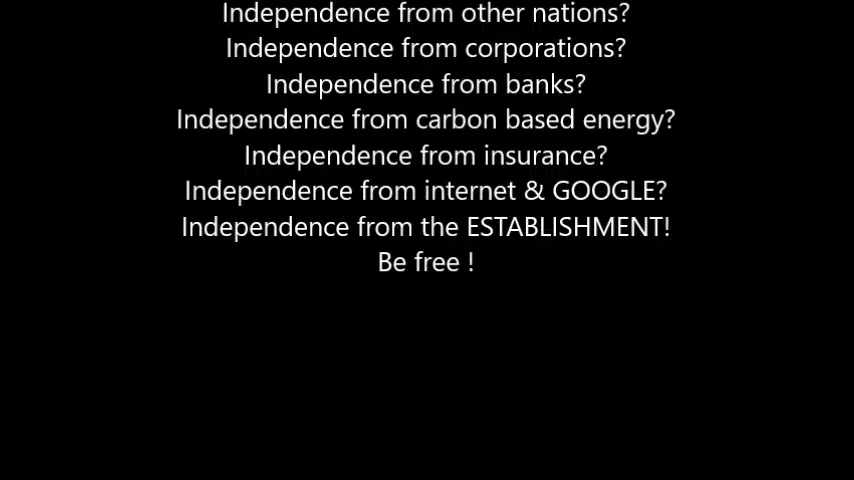 Independence from other nations?
Independence from corporations?
Independence from banks?
Independence from carbon based energy?
Independence from insurance?
Independence from internet & GOOGLE?
Independence from the ESTABLISHMENT!
Be free !